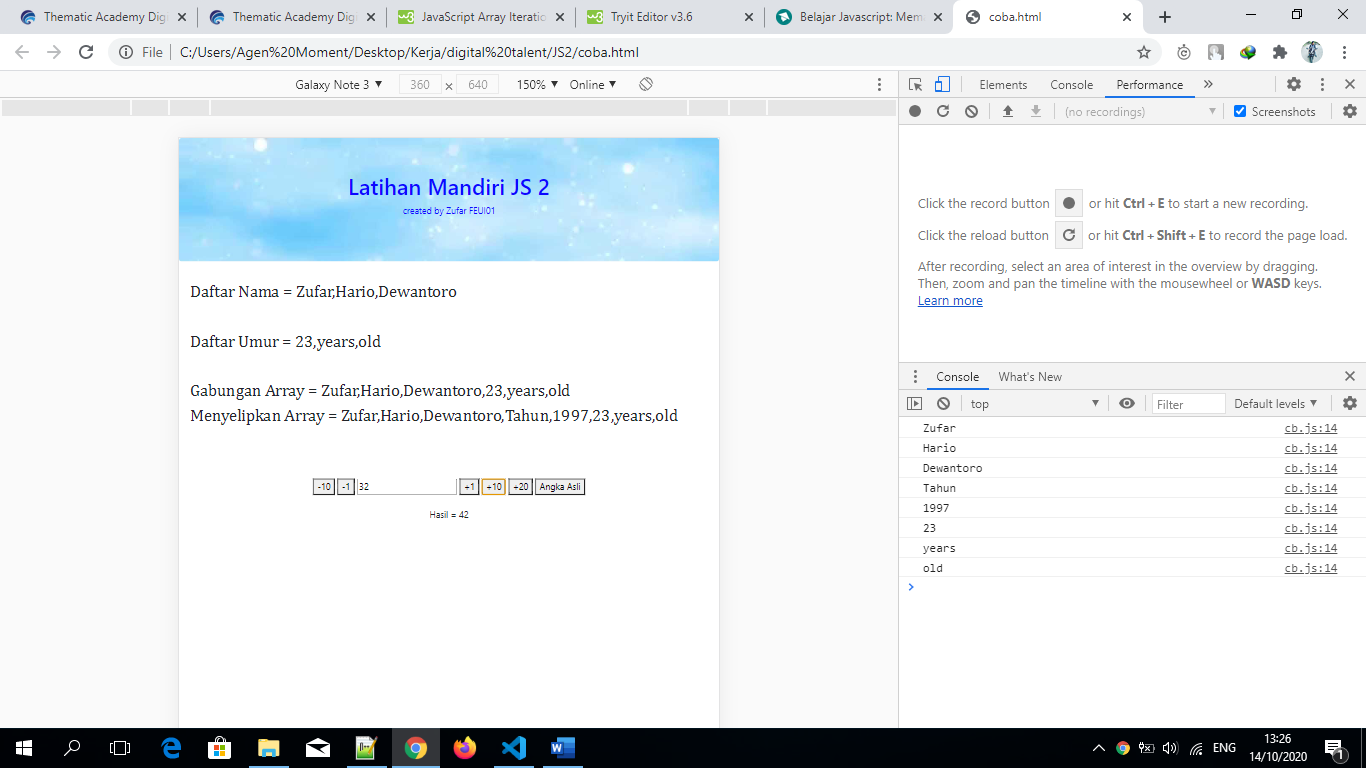 Thematic Academy Dig
Thematic Academy Dig
JavaScript Array Iteratio
Tryit Editor v3.6
Belajar Javascript: Mem
coba.html
File
C:/Users/Agen%20Moment/Desktop/Kerja/digital%20talent/JS2/coba.html
Galaxy Note 3 ▼ 360 × 640 150% ▼ Online ▼
Elements Console Performance »
(no recordings) ▼ Screenshots
Latihan Mandiri JS 2
created by Zufar FEUI01
Daftar Nama = Zufar,Hario,Dewantoro
Daftar Umur = 23,years,old
Gabungan Array = Zufar,Hario,Dewantoro,23,years,old
Menyelipkan Array = Zufar,Hario,Dewantoro,Tahun,1997,23,years,old
-10 -1 32 +1 +10 +20 Angka Asli
Hasil = 42
Click the record button or hit Ctrl + E to start a new recording.
Click the reload button or hit Ctrl + Shift + E to record the page load.
After recording, select an area of interest in the overview by dragging.
Then, zoom and pan the timeline with the mousewheel or WASD keys.
Learn more
Console What's New
top ▼ Filter Default levels ▼
Zufar cb.js:14
Hario cb.js:14
Dewantoro cb.js:14
Tahun cb.js:14
1997 cb.js:14
23 cb.js:14
years cb.js:14
old cb.js:14
>
ENG
13:26
14/10/2020
1